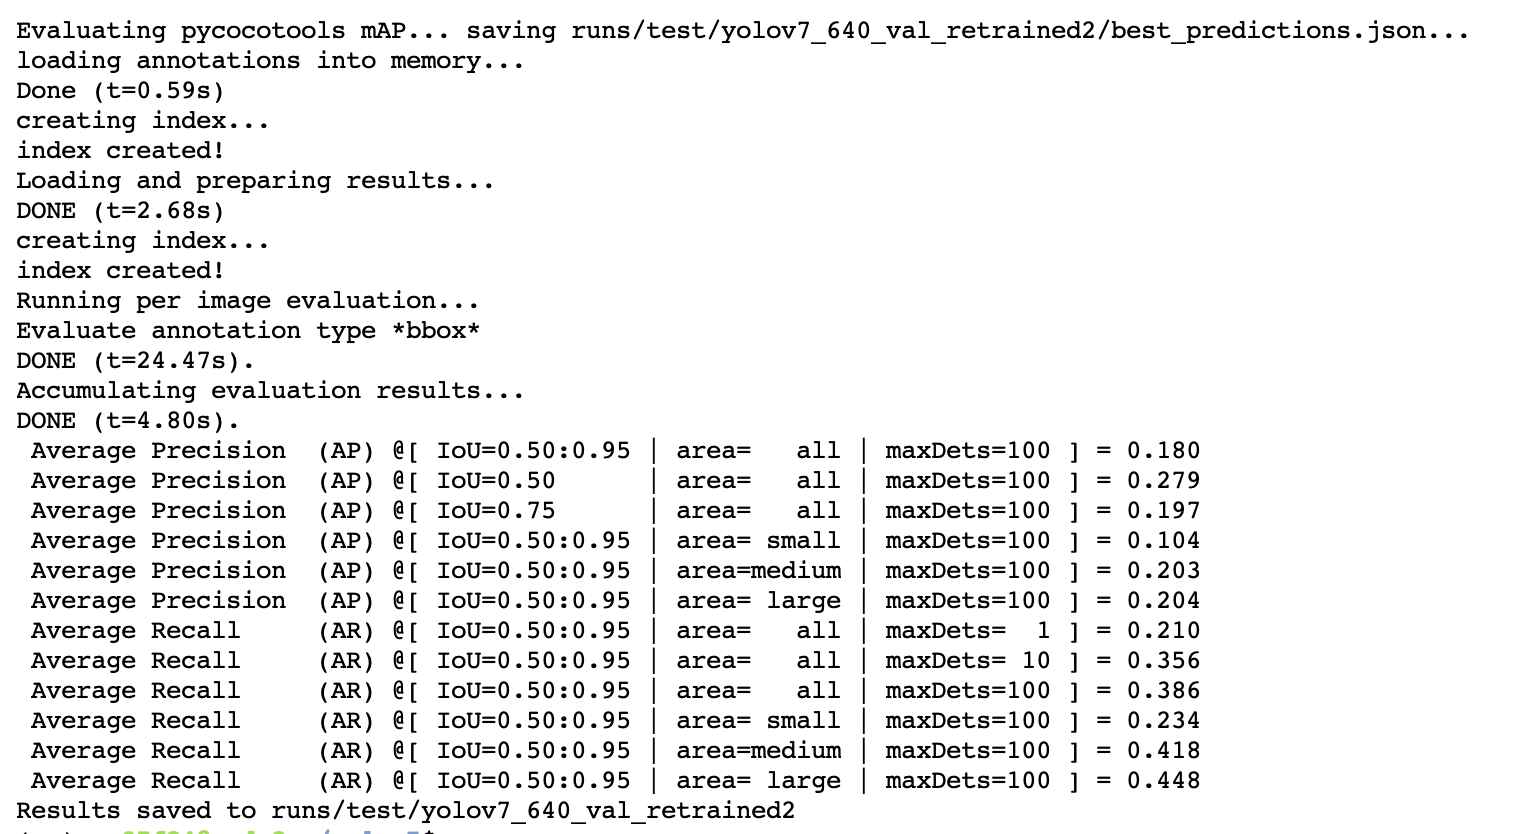 Evaluating pycocotools mAP... saving runs/test/yolov7_640_val_retrained2/best_predictions.json...
loading annotations into memory...
Done (t=0.59s)
creating index...
index created!
Loading and preparing results...
DONE (t=2.68s)
creating index...
index created!
Running per image evaluation...
Evaluate annotation type *bbox*
DONE (t=24.47s).
Accumulating evaluation results...
DONE (t=4.80s).
 Average Precision  (AP) @[ IoU=0.50:0.95 | area=   all | maxDets=100 ] = 0.180
 Average Precision  (AP) @[ IoU=0.50      | area=   all | maxDets=100 ] = 0.279
 Average Precision  (AP) @[ IoU=0.75      | area=   all | maxDets=100 ] = 0.197
 Average Precision  (AP) @[ IoU=0.50:0.95 | area= small | maxDets=100 ] = 0.104
 Average Precision  (AP) @[ IoU=0.50:0.95 | area=medium | maxDets=100 ] = 0.203
 Average Precision  (AP) @[ IoU=0.50:0.95 | area= large | maxDets=100 ] = 0.204
 Average Recall     (AR) @[ IoU=0.50:0.95 | area=   all | maxDets=  1 ] = 0.210
 Average Recall     (AR) @[ IoU=0.50:0.95 | area=   all | maxDets= 10 ] = 0.356
 Average Recall     (AR) @[ IoU=0.50:0.95 | area=   all | maxDets=100 ] = 0.386
 Average Recall     (AR) @[ IoU=0.50:0.95 | area= small | maxDets=100 ] = 0.234
 Average Recall     (AR) @[ IoU=0.50:0.95 | area=medium | maxDets=100 ] = 0.418
 Average Recall     (AR) @[ IoU=0.50:0.95 | area= large | maxDets=100 ] = 0.448
Results saved to runs/test/yolov7_640_val_retrained2